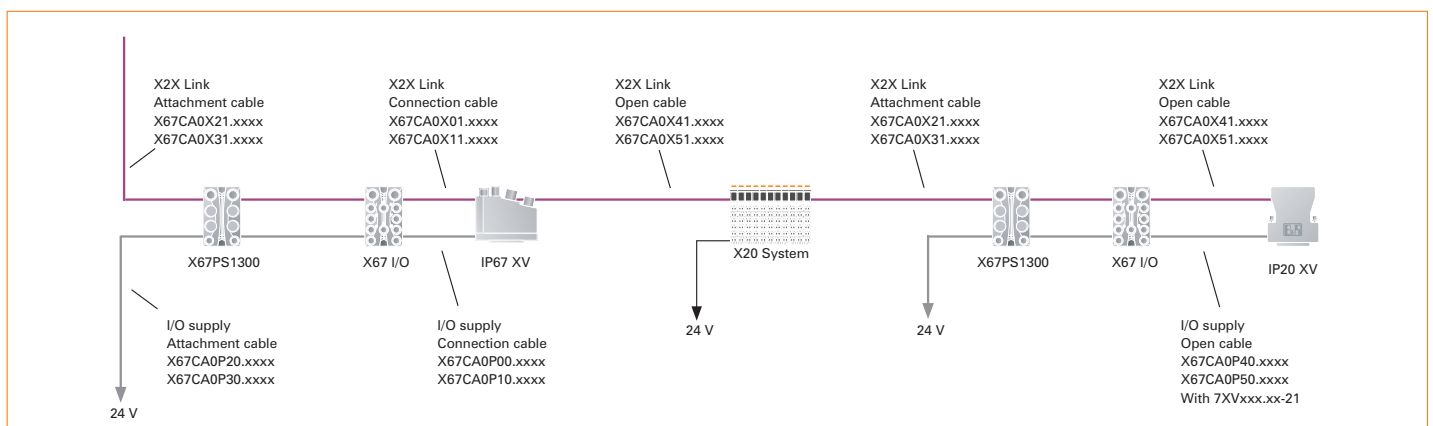 X2X Link
Attachment cable
X67CA0X21.xxxx
X67CA0X31.xxxx
X2X Link
Connection cable
X67CA0X01.xxxx
X67CA0X11.xxxx
X2X Link
Open cable
X67CA0X41.xxxx
X67CA0X51.xxxx
X2X Link
Attachment cable
X67CA0X21.xxxx
X67CA0X31.xxxx
X2X Link
Open cable
X67CA0X41.xxxx
X67CA0X51.xxxx
X67PS1300
X67 I/O
IP67 XV
X20 System
X67PS1300
X67 I/O
IP20 XV
I/O supply
Attachment cable
X67CA0P20.xxxx
X67CA0P30.xxxx
24 V
I/O supply
Connection cable
X67CA0P00.xxxx
X67CA0P10.xxxx
24 V
24 V
I/O supply
Open cable
X67CA0P40.xxxx
X67CA0P50.xxxx
With 7XVxxx.xx-21